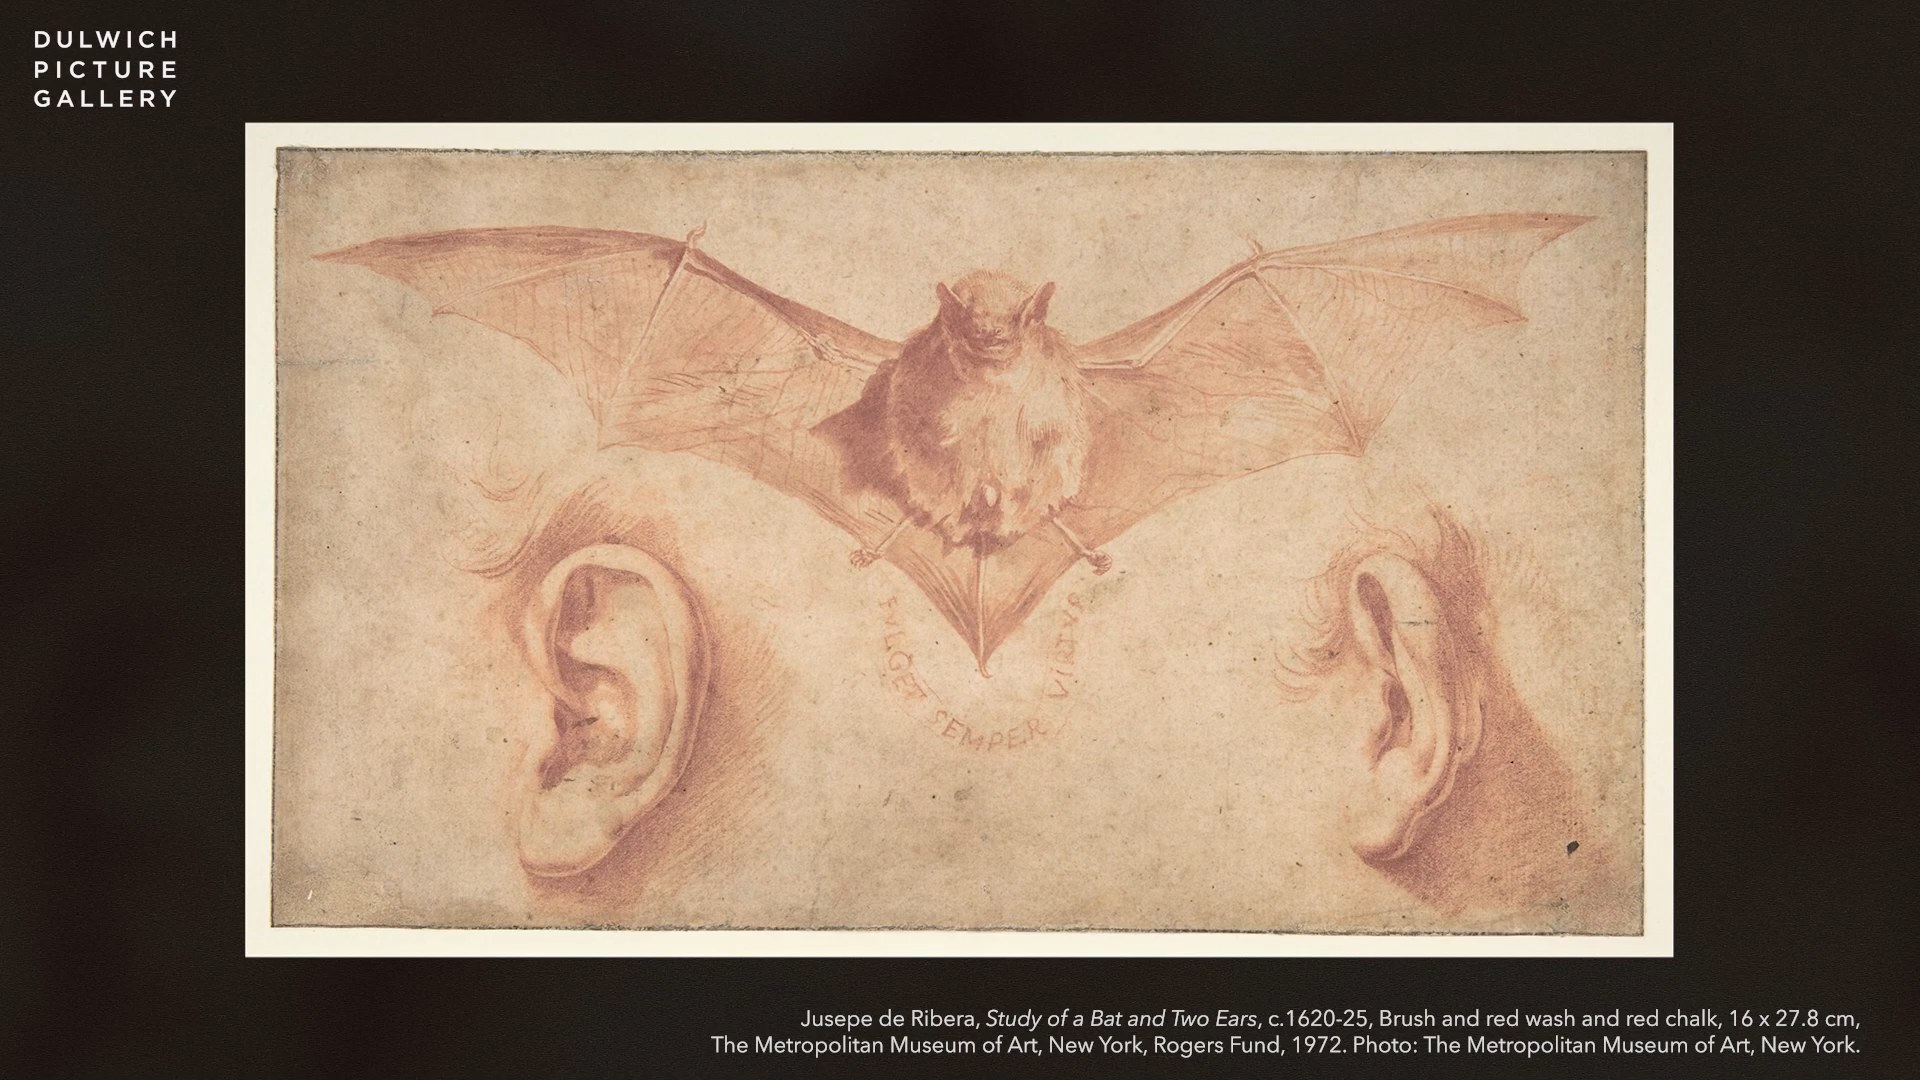 DULWICH
PICTURE
GALLERY
FVLGET SEMPER VIRTVS
Jusepe de Ribera, Study of a Bat and Two Ears, c.1620-25, Brush and red wash and red chalk, 16 x 27.8 cm,
The Metropolitan Museum of Art, New York, Rogers Fund, 1972. Photo: The Metropolitan Museum of Art, New York.